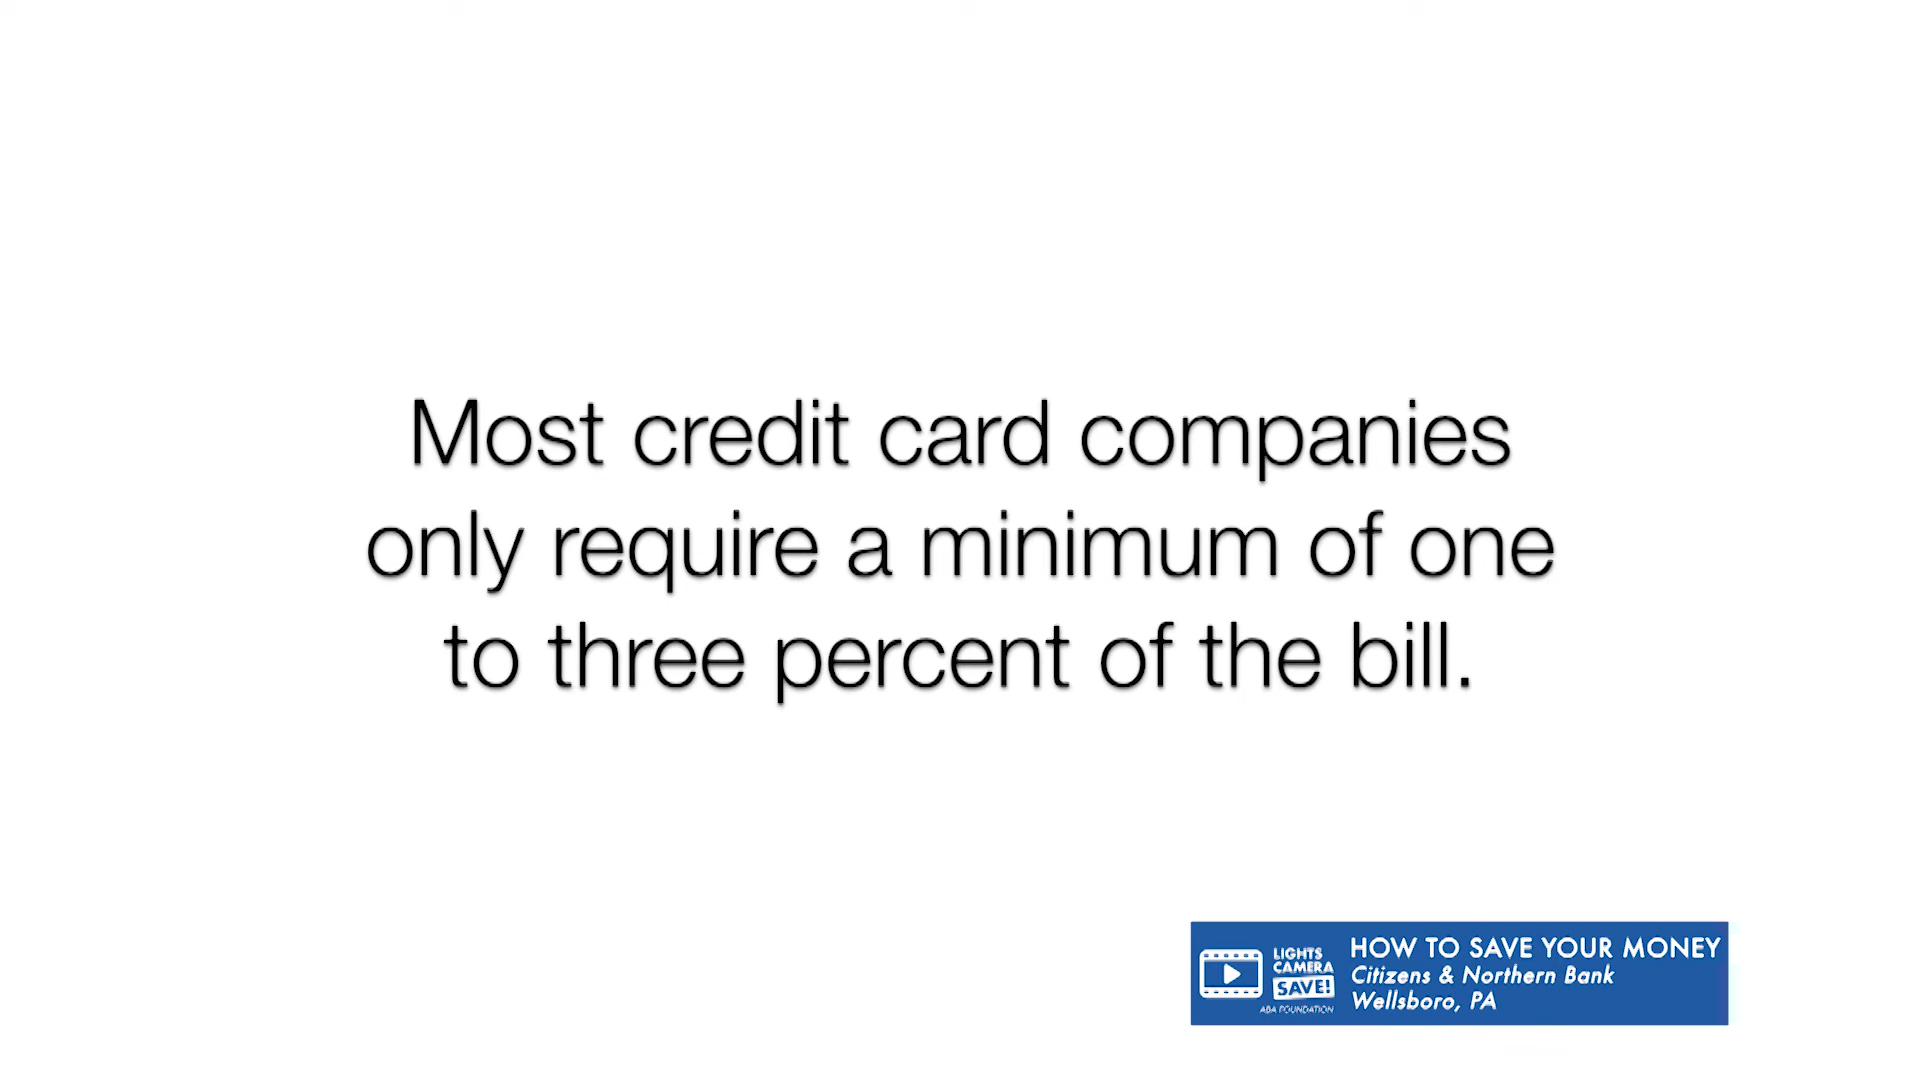 Most credit card companies
only require a minimum of one
to three percent of the bill.
LIGHTS
CAMERA
SAVE!
ABA FOUNDATION
HOW TO SAVE YOUR MONEY
Citizens & Northern Bank
Wellsboro, PA